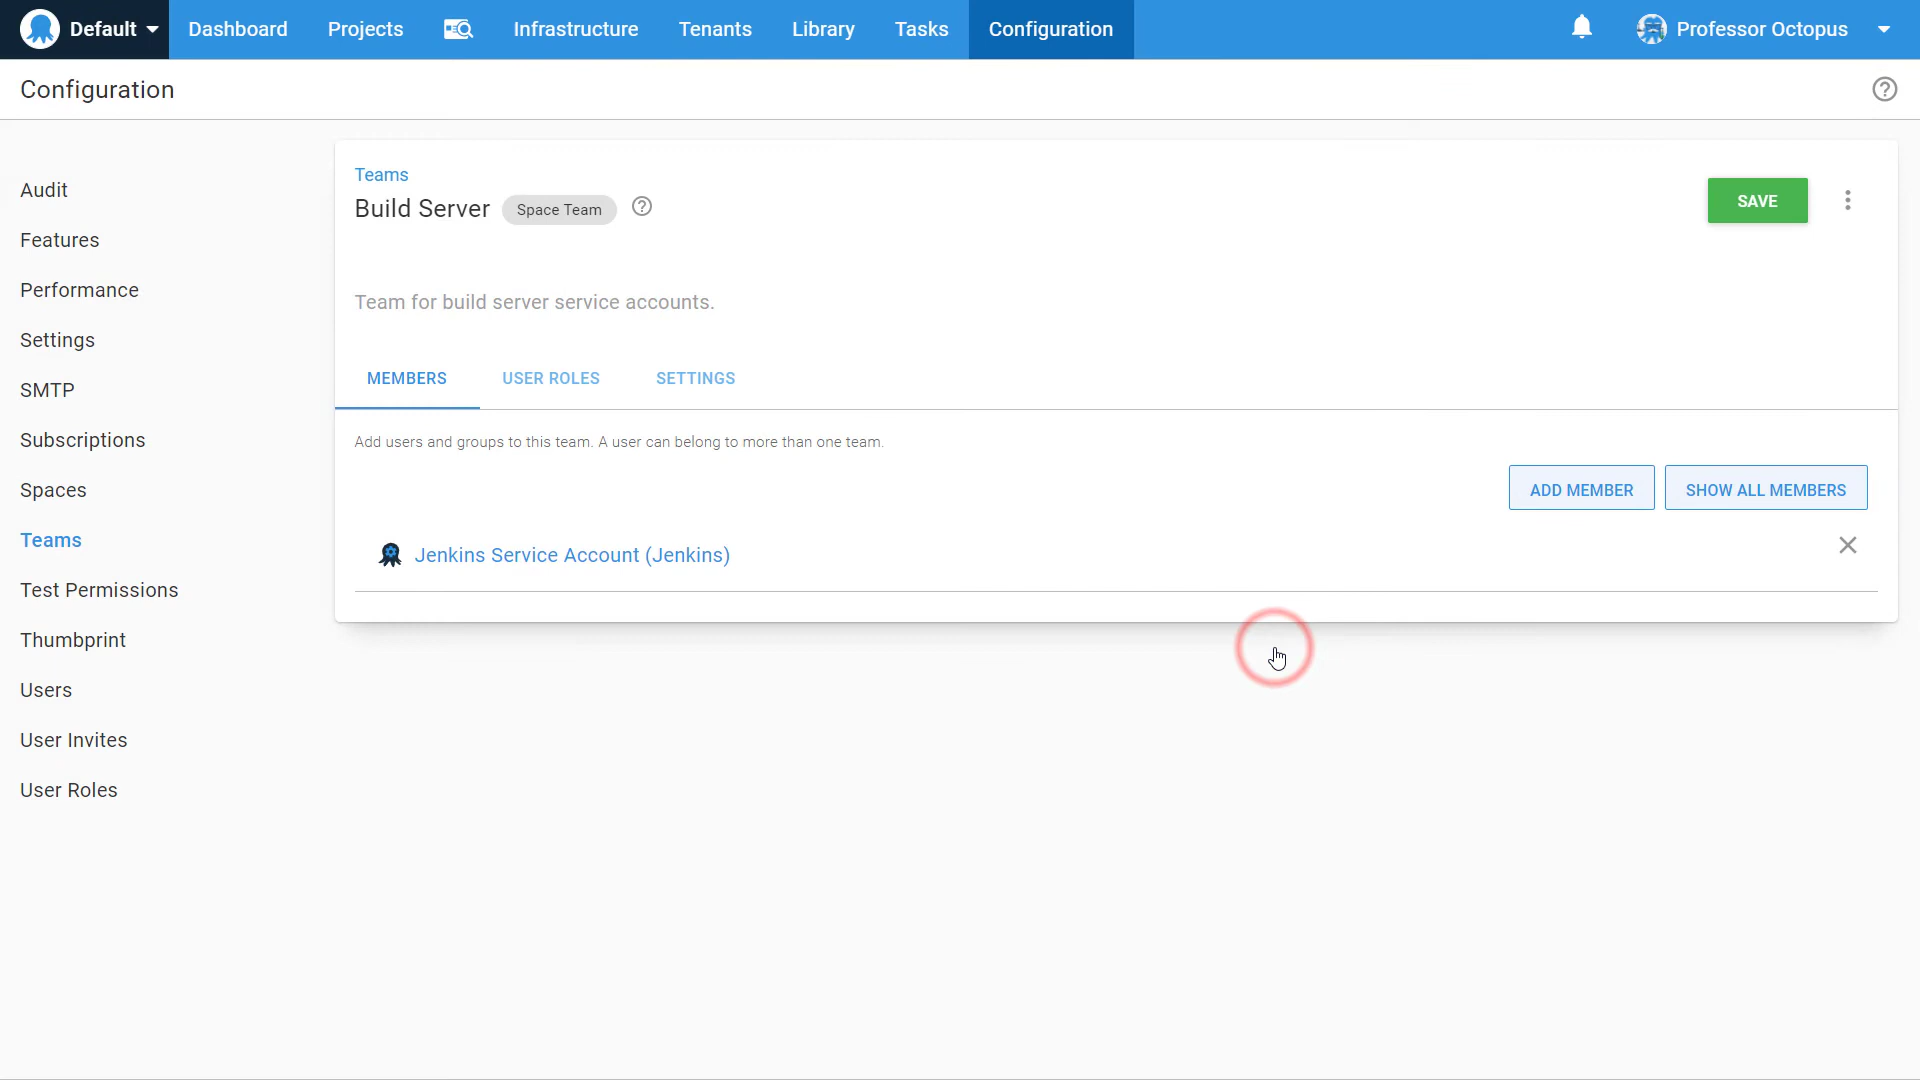 Default
Dashboard
Projects
Infrastructure
Tenants
Library
Tasks
Configuration
Professor Octopus
Configuration
Audit
Features
Performance
Settings
SMTP
Subscriptions
Spaces
Teams
Test Permissions
Thumbprint
Users
User Invites
User Roles
Teams
Build Server
Space Team
SAVE
Team for build server service accounts.
MEMBERS
USER ROLES
SETTINGS
Add users and groups to this team. A user can belong to more than one team.
ADD MEMBER
SHOW ALL MEMBERS
Jenkins Service Account (Jenkins)